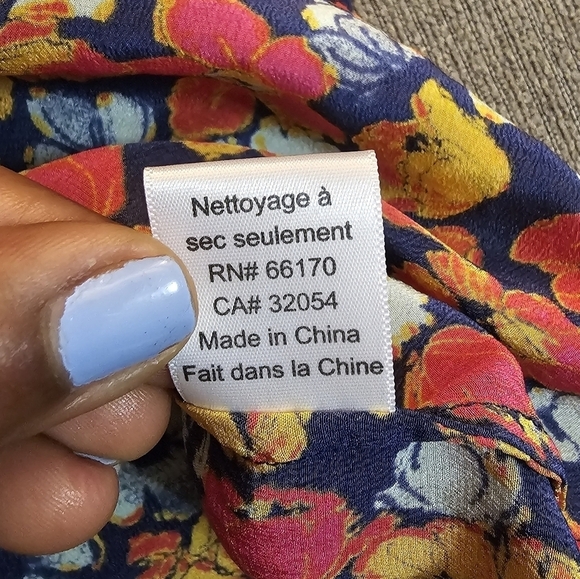 Nettoyage à
sec seulement
RN# 66170
CA# 32054
Made in China
Fait dans la Chine